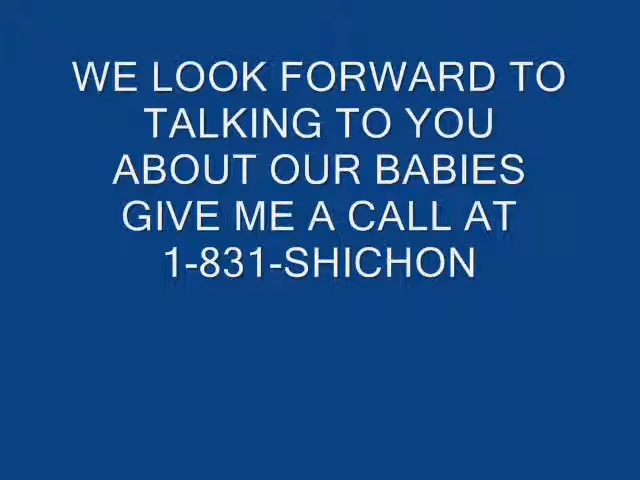 WE LOOK FORWARD TO
TALKING TO YOU
ABOUT OUR BABIES
GIVE ME A CALL AT
1-831-SHICHON